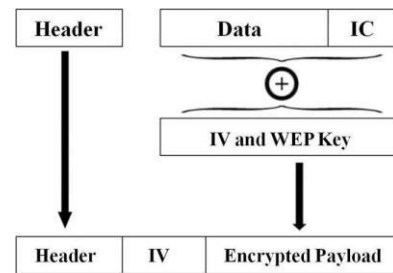 Header Data IC
IV and WEP Key
Header IV Encrypted Payload